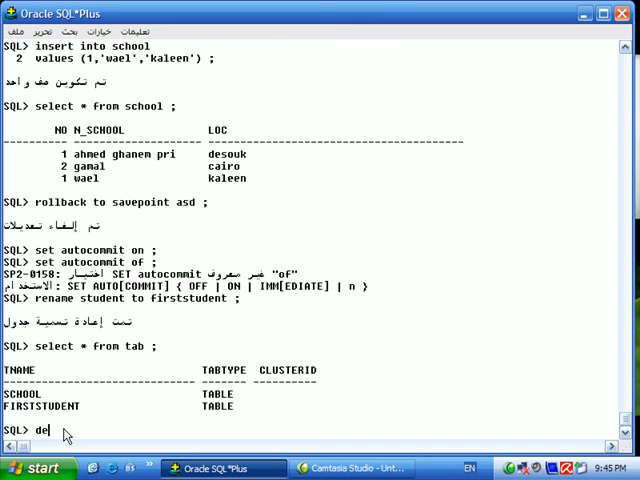 Oracle SQL*Plus
ملف تحرير بحث خيارات تعليمات
SQL> insert into school
2 values (1,'wael','kaleen') ;
تم تكوين صف واحد
SQL> select * from school ;
NO N_SCHOOL LOC
---------- -------------------- ----------------------------------------
1 ahmed ghanem pri desouk
2 gamal cairo
1 wael kaleen
SQL> rollback to savepoint asd ;
تم إلغاء تعديلات
SQL> set autocommit on ;
SQL> set autocommit of ;
SP2-0158: اختيار SET autocommit غير معروف "of"
الاستخدام: SET AUTO[COMMIT] { OFF | ON | IMM[EDIATE] | n }
SQL> rename student to firststudent ;
تمت إعادة تسمية جدول
SQL> select * from tab ;
TNAME TABTYPE CLUSTERID
------------------------------ ------- ----------
SCHOOL TABLE
FIRSTSTUDENT TABLE
SQL> de
start
Oracle SQL*Plus
Camtasia Studio - Unt...
EN
9:45 PM